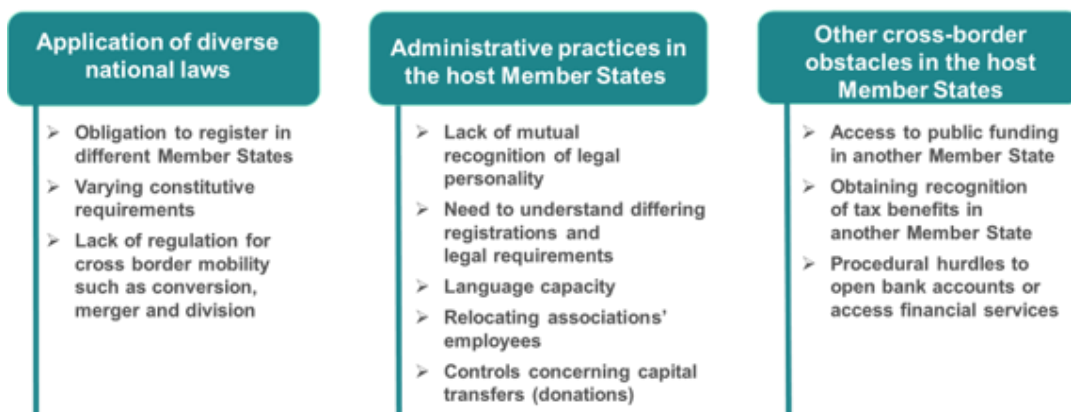 Application of diverse
national laws
➢ Obligation to register in
different Member States
➢ Varying constitutive
requirements
➢ Lack of regulation for
cross border mobility
such as conversion,
merger and division
Administrative practices in
the host Member States
➢ Lack of mutual
recognition of legal
personality
➢ Need to understand differing
registrations and
legal requirements
➢ Language capacity
➢ Relocating associations’
employees
➢ Controls concerning capital
transfers (donations)
Other cross-border
obstacles in the host
Member States
➢ Access to public funding
in another Member State
➢ Obtaining recognition
of tax benefits in
another Member State
➢ Procedural hurdles to
open bank accounts or
access financial services